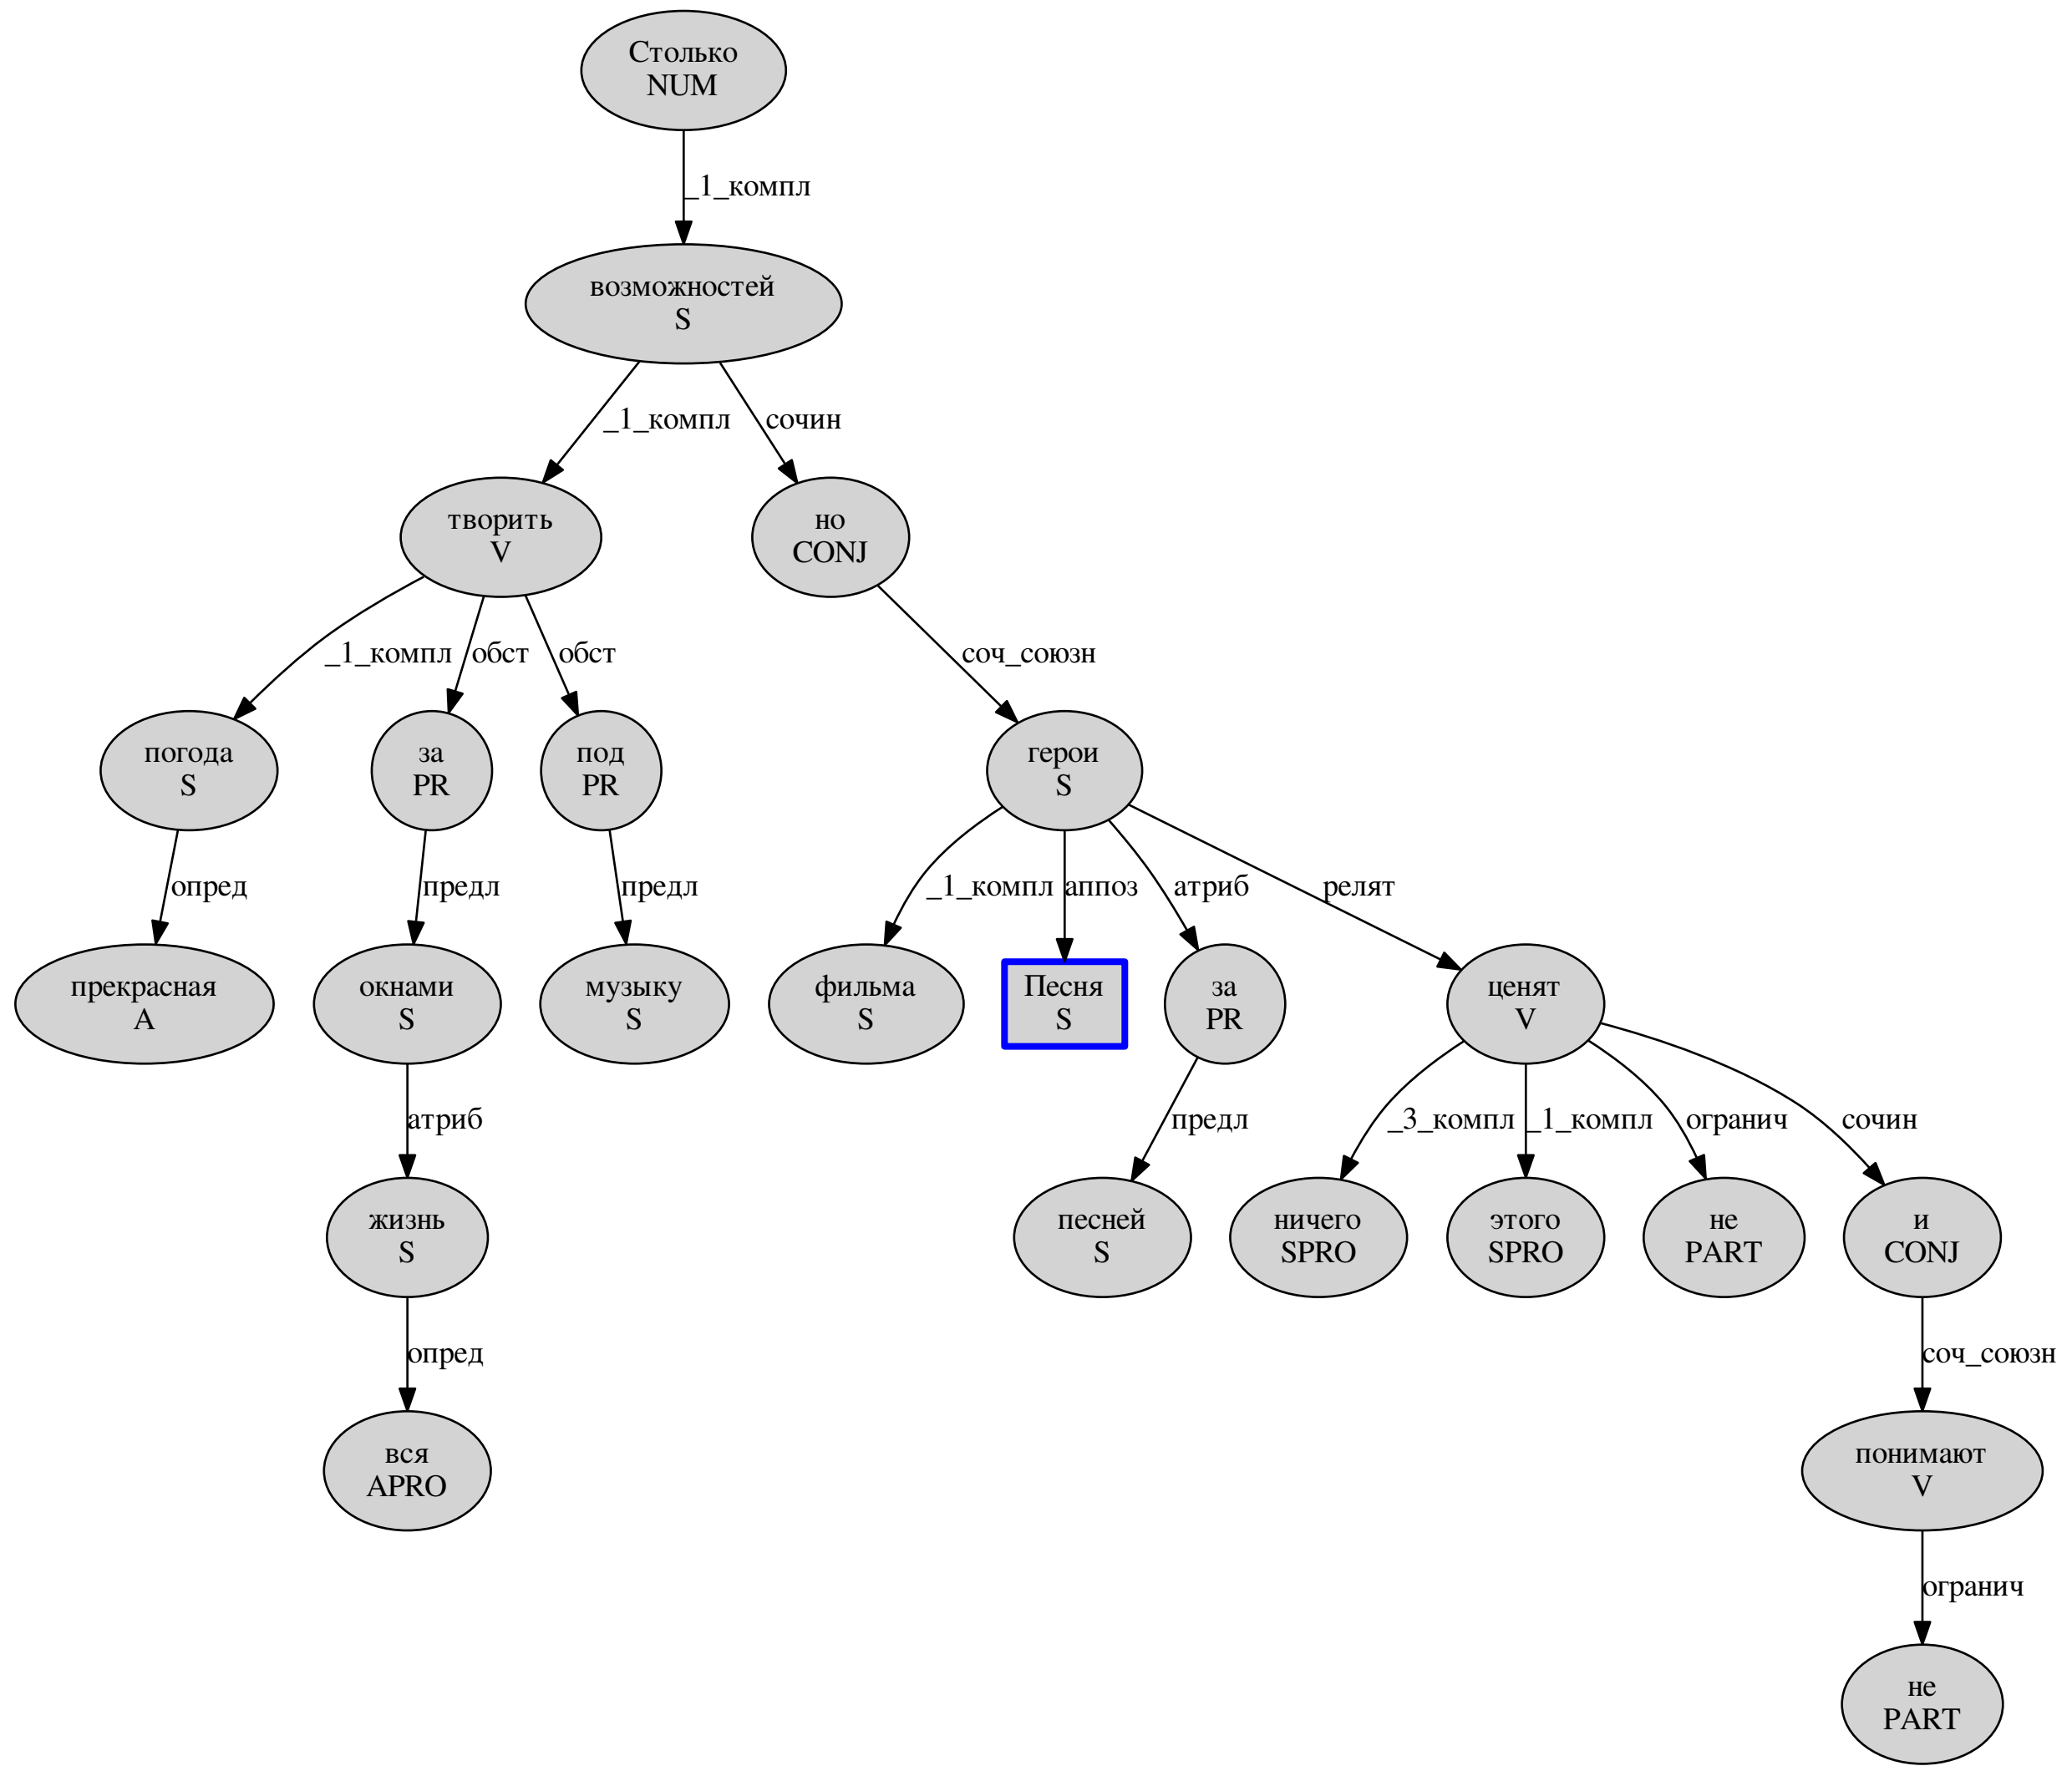 Столько
NUM
_1_компл
возможностей
S
_1_компл
сочин
творить
V
но
CONJ
_1_компл
обст
обст
соч_союзн
погода
S
за
PR
под
PR
герои
S
опред
предл
предл
_1_компл
аппоз
атриб
релят
прекрасная
A
окнами
S
музыку
S
фильма
S
Песня
S
за
PR
ценят
V
атриб
предл
_3_компл
_1_компл
огранич
сочин
жизнь
S
песней
S
ничего
SPRO
этого
SPRO
не
PART
и
CONJ
опред
соч_союзн
вся
APRO
понимают
V
огранич
не
PART